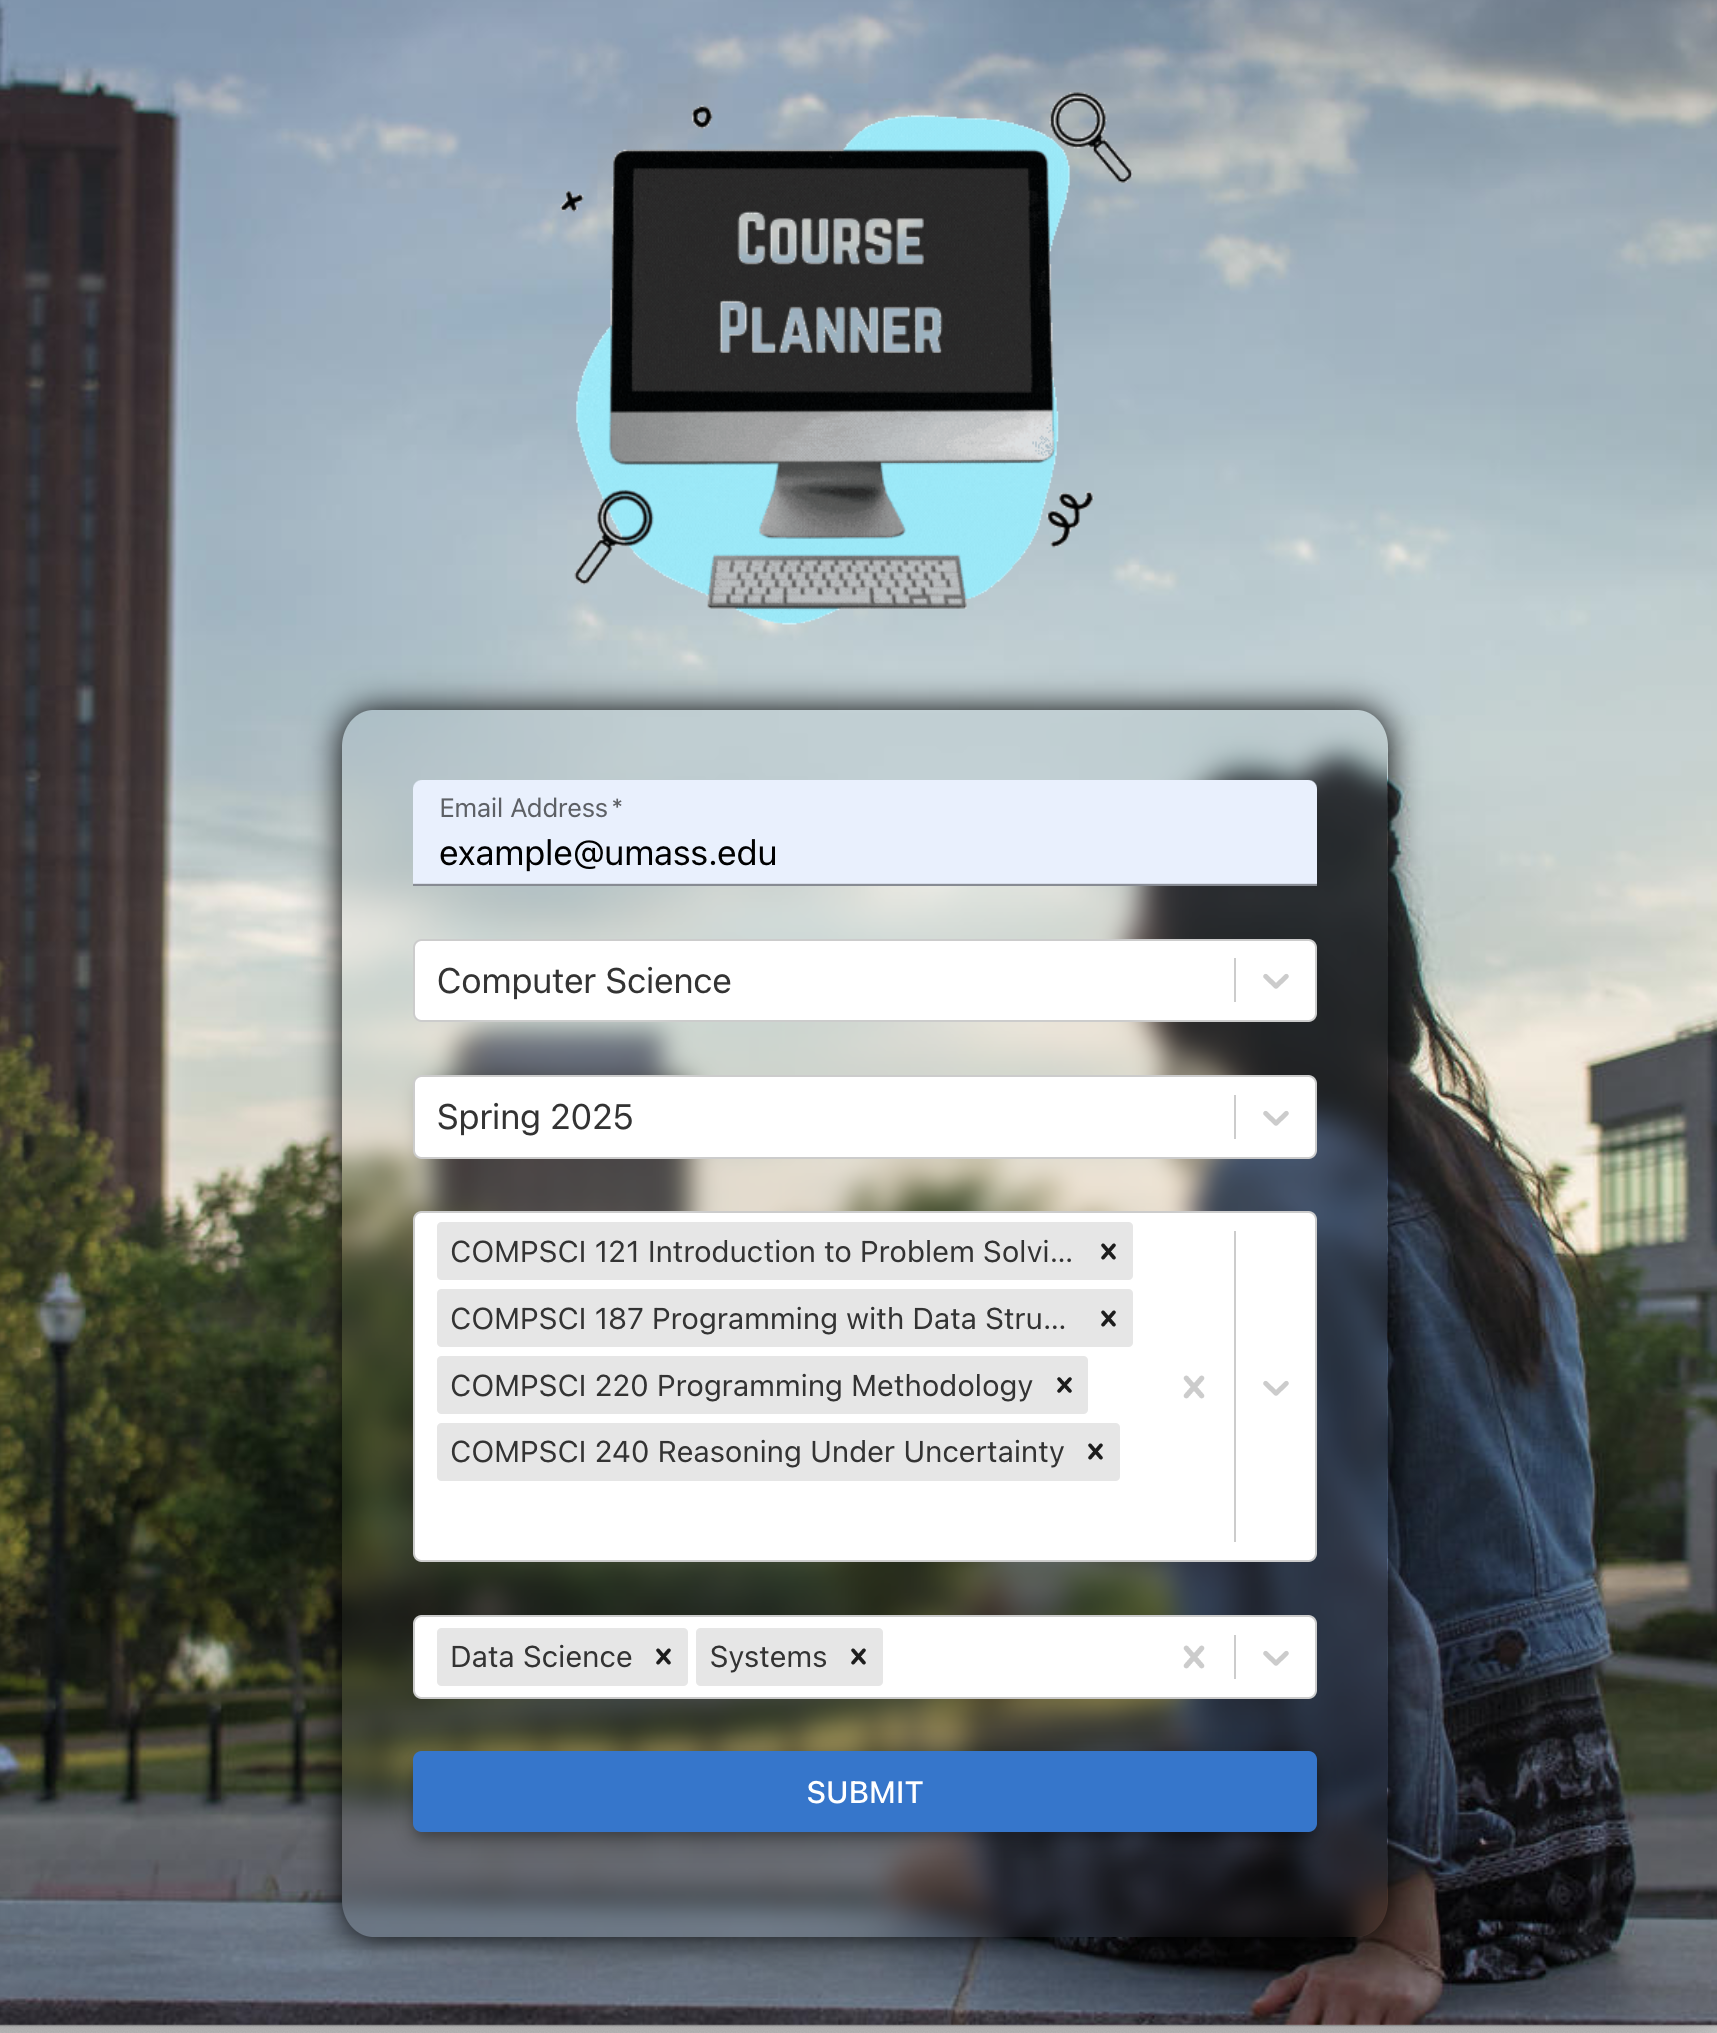 COURSE
PLANNER
Email Address*
example@umass.edu
Computer Science
Spring 2025
COMPSCI 121 Introduction to Problem Solvi...
COMPSCI 187 Programming with Data Stru...
COMPSCI 220 Programming Methodology
COMPSCI 240 Reasoning Under Uncertainty
Data Science
Systems
SUBMIT